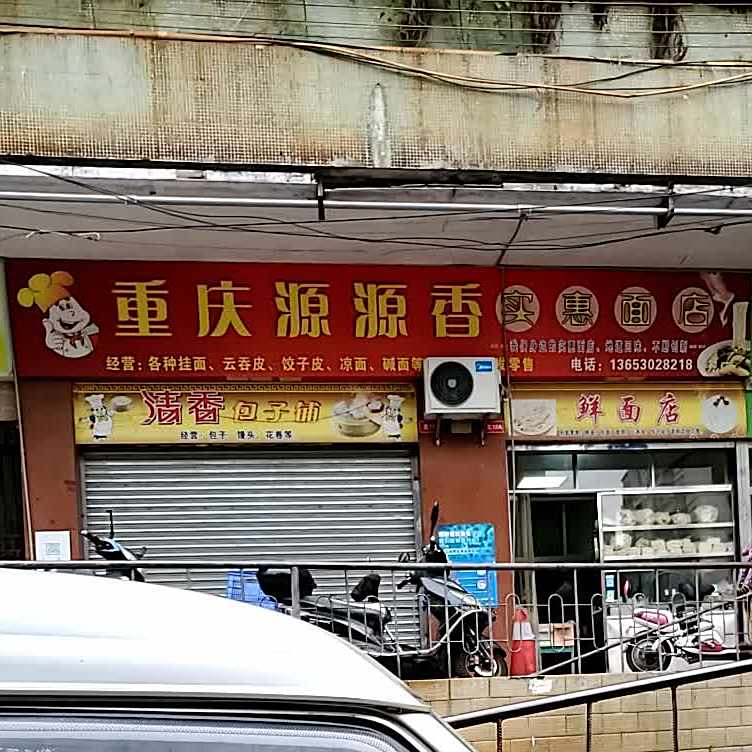 重庆源源香
实惠面店
经营：各种挂面、云吞皮、饺子皮、凉面、碱面等
零售
电话：13653028218
清香包子铺
经营：包子 馒头、花卷等
鲜面店